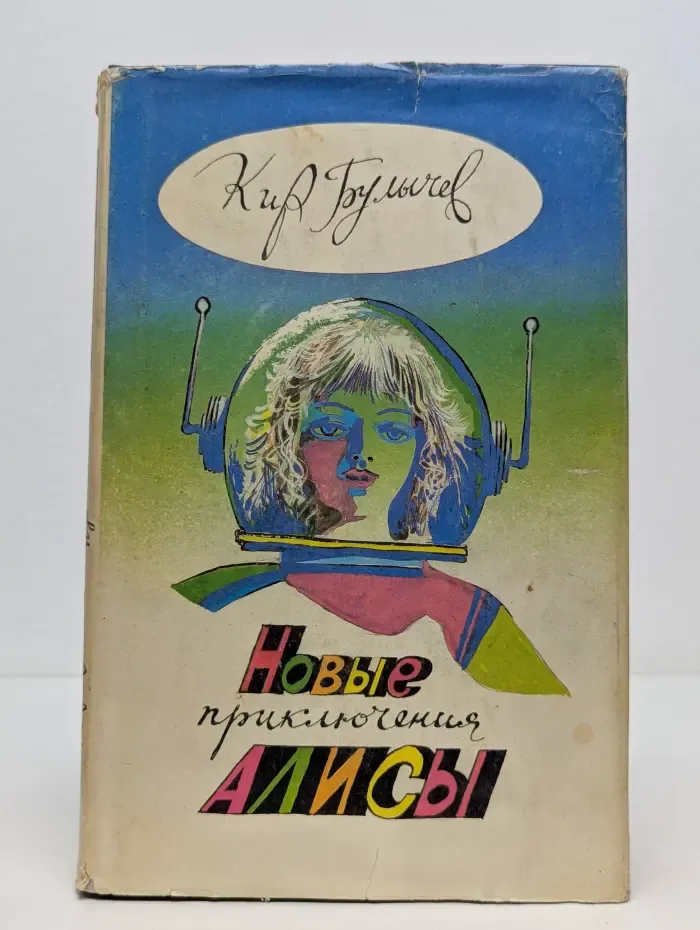 Кир Булычев
Новые
приключения
АЛИСЫ